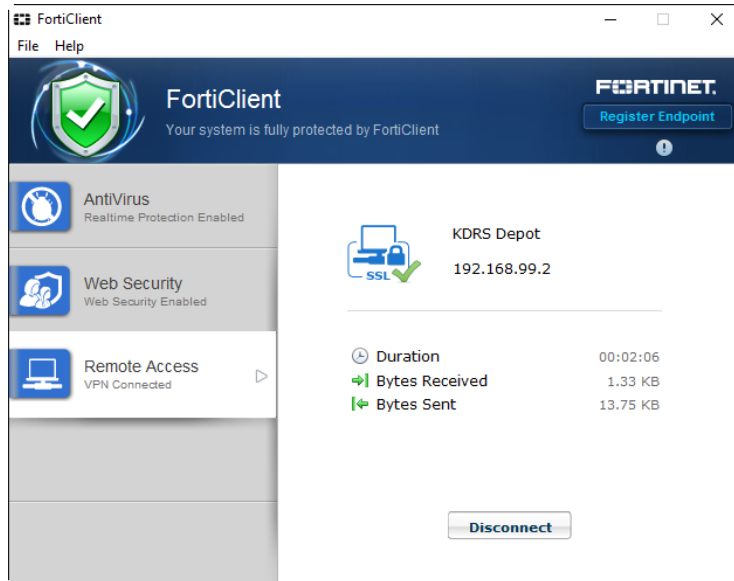 FortiClient
File Help
FortiClient
Your system is fully protected by FortiClient
FORTINET
Register Endpoint
AntiVirus
Realtime Protection Enabled
Web Security
Web Security Enabled
Remote Access
VPN Connected
SSL
KDRS Depot
192.168.99.2
Duration 00:02:06
Bytes Received 1.33 KB
Bytes Sent 13.75 KB
Disconnect